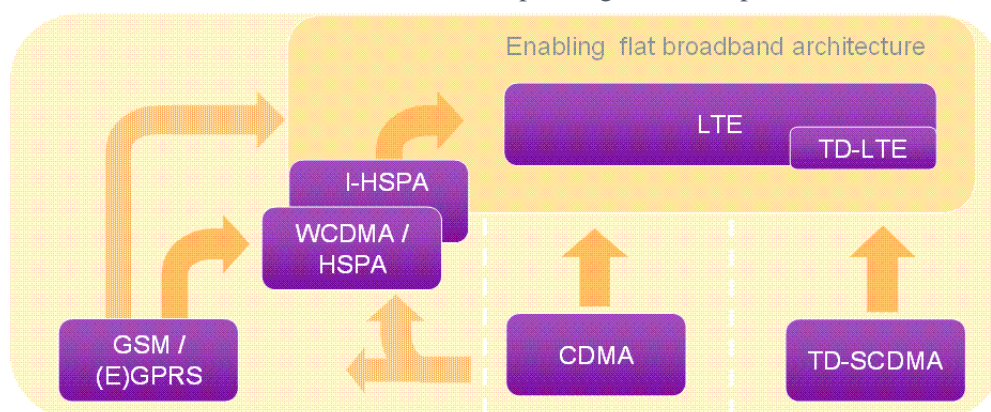 Enabling flat broadband architecture
LTE
TD-LTE
I-HSPA
WCDMA /
HSPA
GSM /
(E)GPRS
CDMA
TD-SCDMA